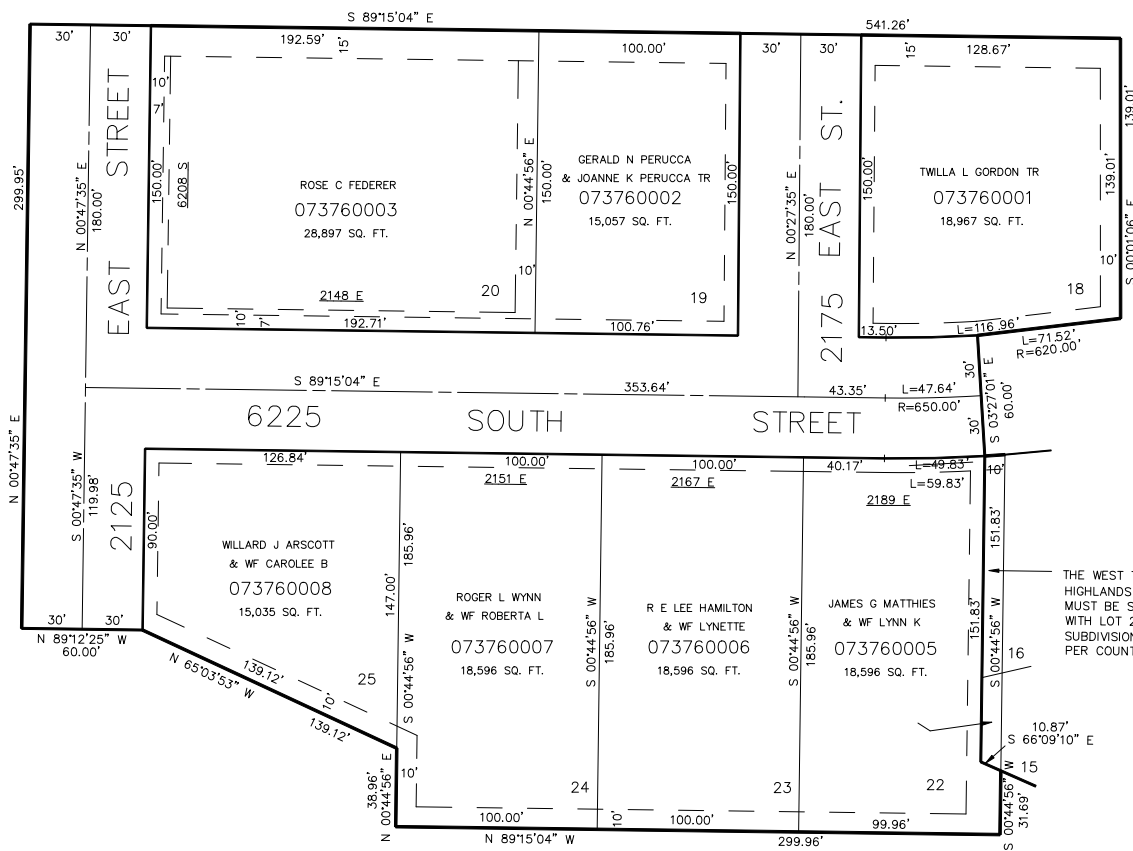 S 89°15'04" E
541.26'
30'
30'
192.59'
15'
100.00'
30'
30'
15'
128.67'
10'
7'
139.01'
299.95'
EAST STREET
N 00°47'35" E
180.00'
150.00'
6208 S
ROSE C FEDERER
073760003
28,897 SQ. FT.
N 00°44'56" E
150.00'
GERALD N PERUCCA
& JOANNE K PERUCCA TR
073760002
15,057 SQ. FT.
150.00'
N 00°27'35" E
180.00'
2175 EAST ST.
150.00'
TWILLA L GORDON TR
073760001
18,967 SQ. FT.
139.01'
S 00°01'06" E
10'
10'
2148 E
20
19
18
10'
7'
192.71'
100.76'
13.50'
L=116.96'
L=71.52'
R=620.00'
S 89°15'04" E
353.64'
43.35'
L=47.64'
R=650.00'
30'
30'
S 03°27'01" E
60.00'
6225 SOUTH STREET
N 00°47'35" E
S 00°47'35" W
119.98'
2125
126.84'
100.00'
100.00'
40.17'
L=49.83'
L=59.83'
10'
2151 E
2167 E
2189 E
90.00'
WILLARD J ARSCOTT
& WF CAROLEE B
073760008
15,035 SQ. FT.
147.00'
S 00°44'56" W
185.96'
ROGER L WYNN
& WF ROBERTA L
073760007
18,596 SQ. FT.
S 00°44'56" W
185.96'
R E LEE HAMILTON
& WF LYNETTE
073760006
18,596 SQ. FT.
S 00°44'56" W
185.96'
JAMES G MATTHIES
& WF LYNN K
073760005
18,596 SQ. FT.
151.83'
151.83'
S 00°44'56" W
THE WEST
HIGHLANDS
MUST BE S
WITH LOT 2
SUBDIVISION
PER COUNT
16
30'
30'
N 89°12'25" W
60.00'
N 65°03'53" W
139.12'
139.12'
10'
25
10.87'
S 66°09'10" E
15
38.96'
N 00°44'56" E
10'
24
23
22
100.00'
10'
100.00'
99.96'
N 89°15'04" W
299.96'
S 00°44'56" W
31.69'